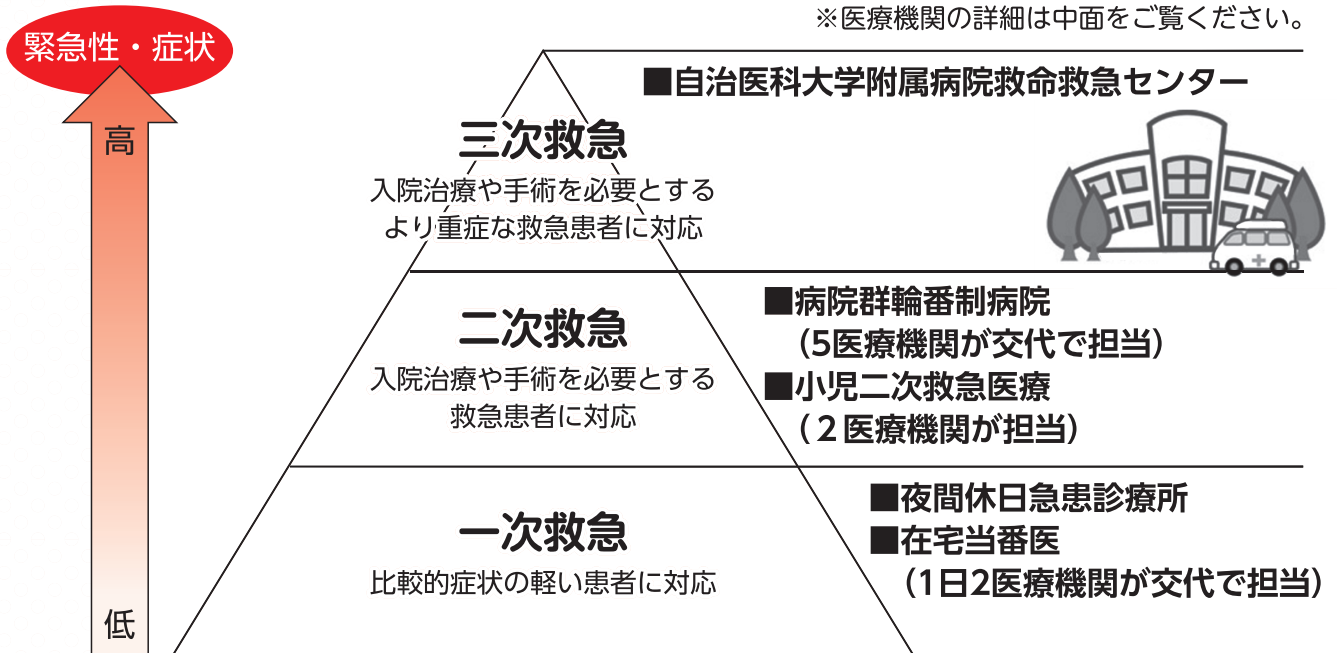 ※医療機関の詳細は中面をご覧ください。
緊急性・症状
高
低
三次救急
入院治療や手術を必要とする
より重症な救急患者に対応
■自治医科大学附属病院救命救急センター
二次救急
入院治療や手術を必要とする
救急患者に対応
■病院群輪番制病院
（5医療機関が交代で担当）
■小児二次救急医療
（２医療機関が担当）
一次救急
比較的症状の軽い患者に対応
■夜間休日急患診療所
■在宅当番医
（1日2医療機関が交代で担当）